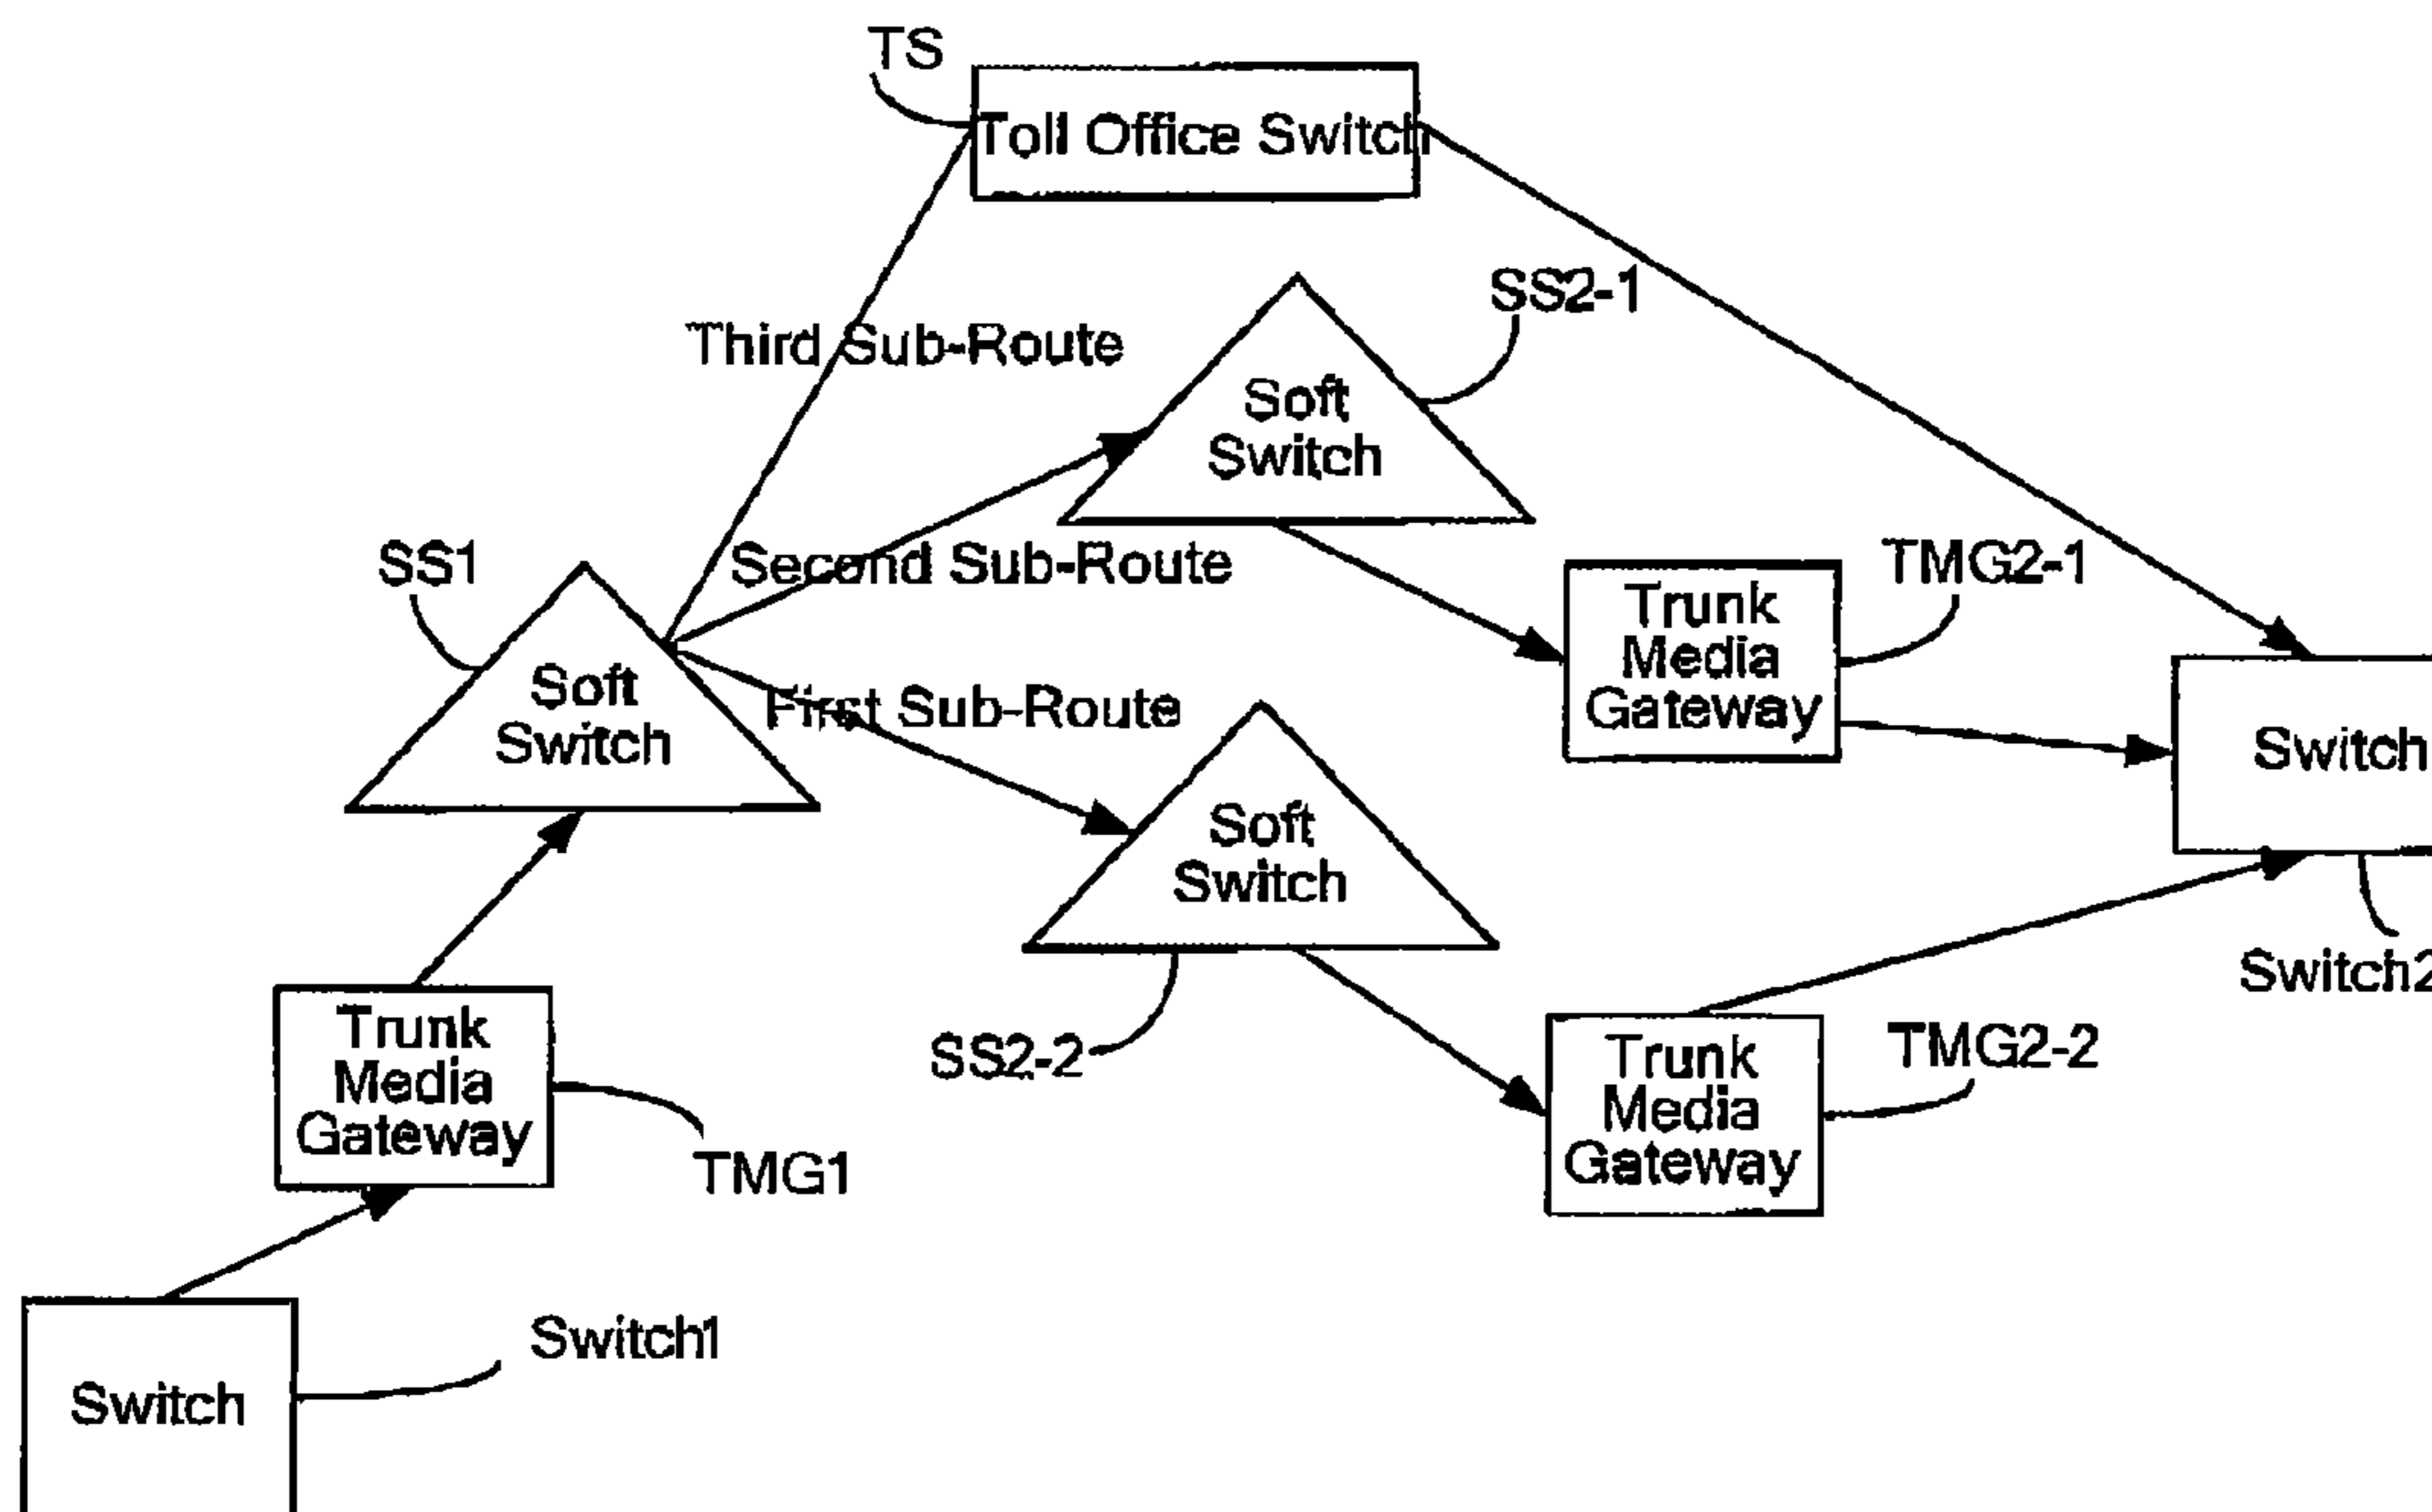 TS
Toll Office Switch
SS2-1
Third Sub-Route
Soft
Switch
SS1
Second Sub-Route
TMG2-1
Trunk
Media
Gateway
Soft
Switch
First Sub-Route
Switch
Soft
Switch
Switch2
SS2-2
TMG2-2
Trunk
Media
Gateway
Trunk
Media
Gateway
TMG1
Switch1
Switch